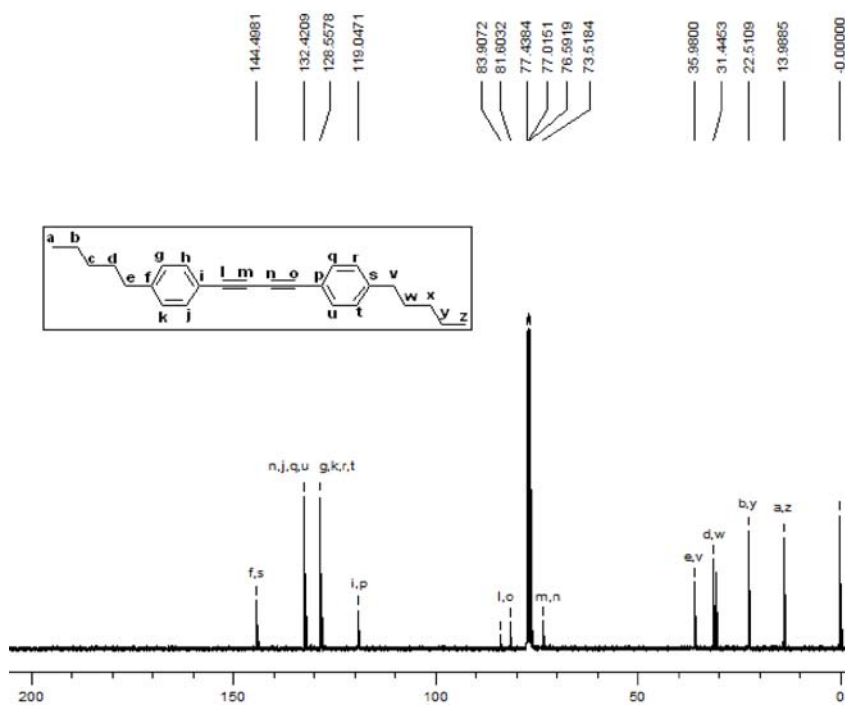 144.4981
132.4209
128.5578
119.0471
83.9072
81.6032
77.4384
77.0151
76.5919
73.5184
35.9800
31.4453
22.5109
13.9885
-0.00000
a b c d e f g h i j k l m n o p q r s t u v w x y z
n,j,q,u g,k,r,t
f,s
i,p
l,o
m,n
e,v
d,w
b,y
a,z
200 150 100 50 0